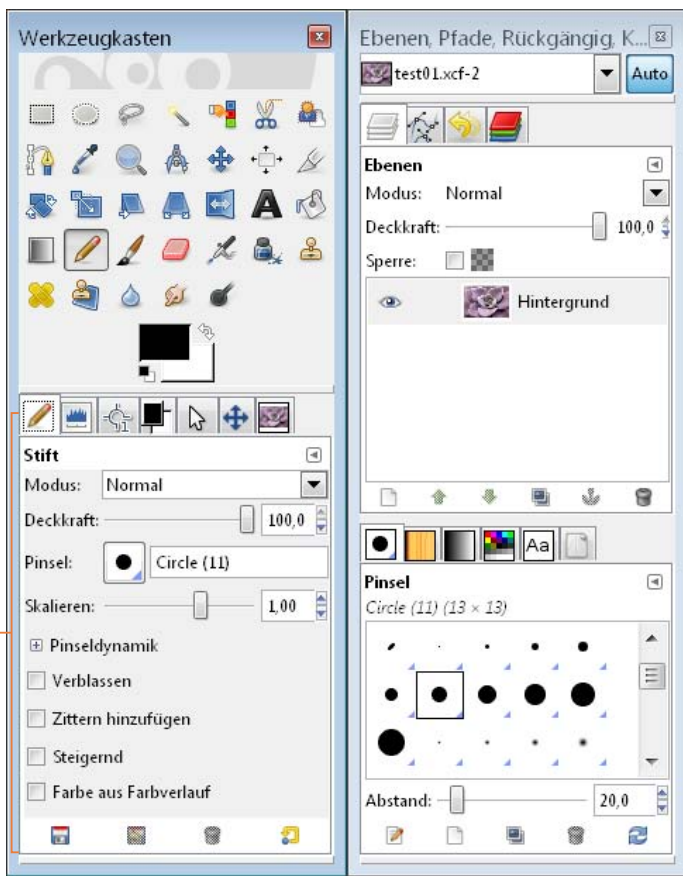 Werkzeugkasten
Stift
Modus: Normal
Deckkraft: 100,0
Pinsel: Circle (11)
Skalieren: 1,00
Pinseldynamik
Verblassen
Zittern hinzufügen
Steigernd
Farbe aus Farbverlauf
Ebenen, Pfade, Rückgängig, K...
test01.xcf-2
Auto
Ebenen
Modus: Normal
Deckkraft: 100,0
Sperre:
Hintergrund
Aa
Pinsel
Circle (11) (13 × 13)
Abstand: 20,0